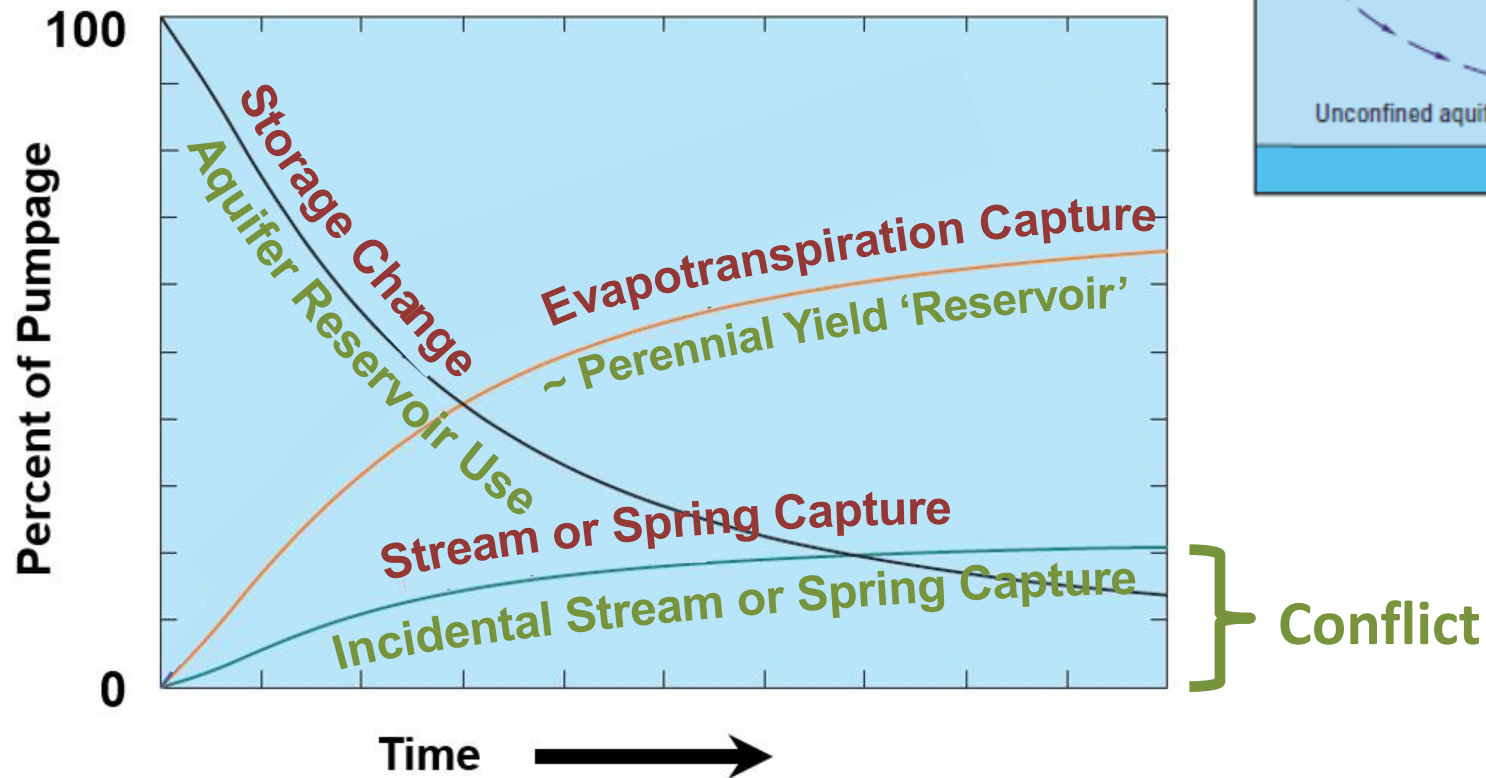 100
Percent of Pumpage
0
Time
Storage Change
Aquifer Reservoir Use
Evapotranspiration Capture
~ Perennial Yield ‘Reservoir’
Stream or Spring Capture
Incidental Stream or Spring Capture
Conflict
Unconfined